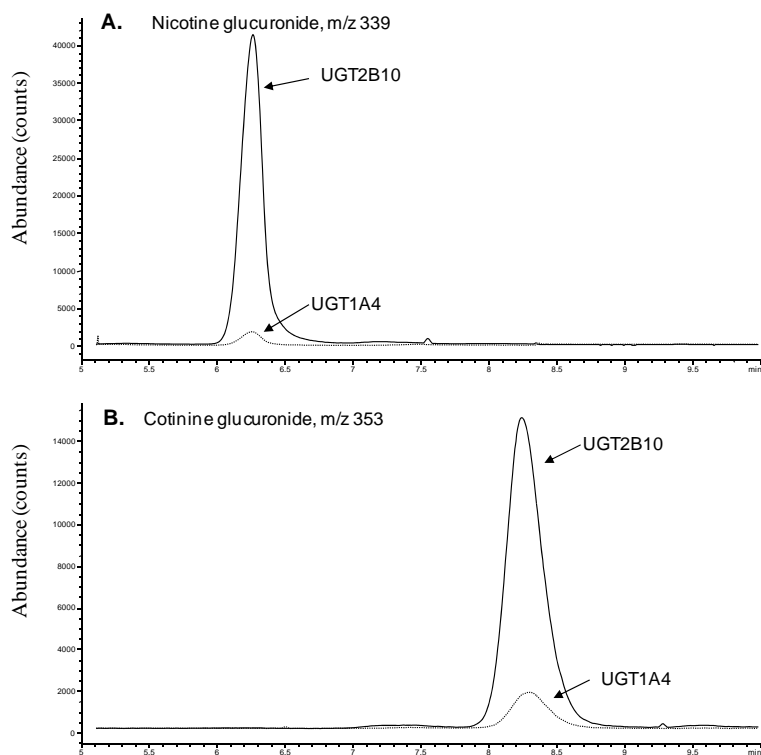 A. Nicotine glucuronide, m/z 339
UGT2B10
UGT1A4
Abundance (counts)
40000
35000
30000
25000
20000
15000
10000
5000
0
5 5.5 6 6.5 7 7.5 8 8.5 9 9.5 min
B. Cotinine glucuronide, m/z 353
UGT2B10
UGT1A4
Abundance (counts)
14000
12000
10000
8000
6000
4000
2000
0
5 5.5 6 6.5 7 7.5 8 8.5 9 9.5 min